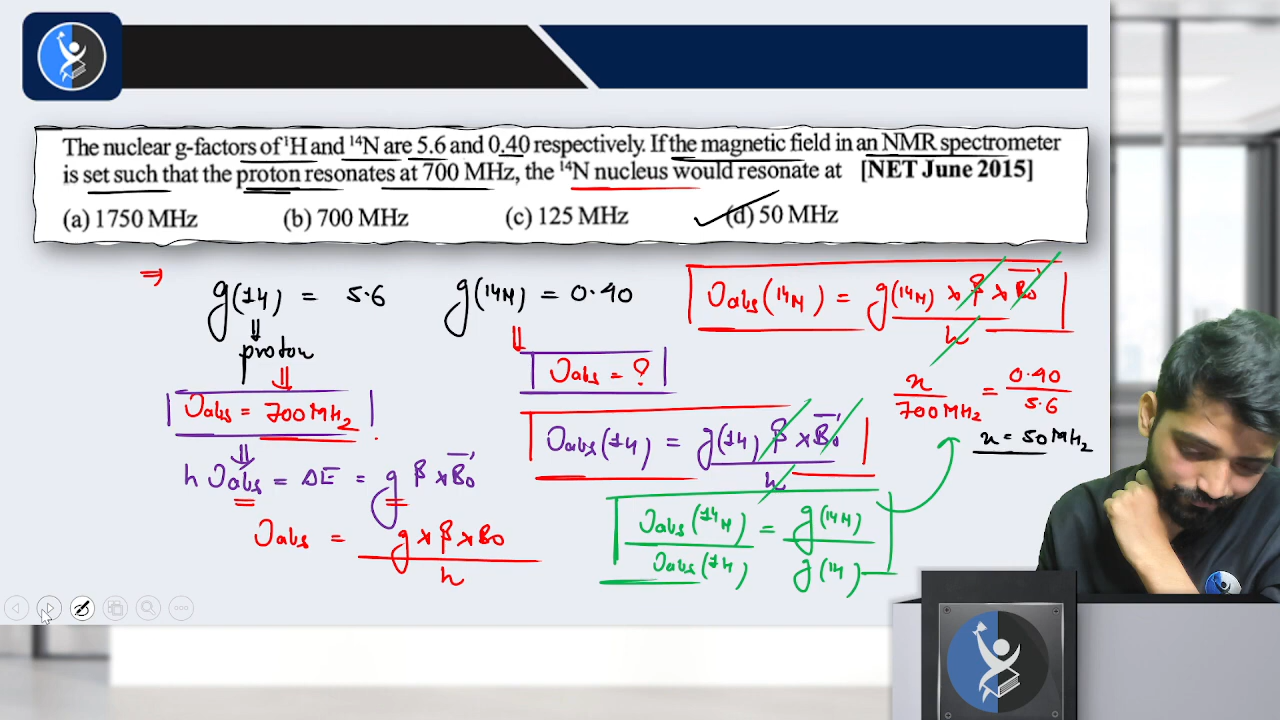 The nuclear g-factors of ¹H and ¹⁴N are 5.6 and 0.40 respectively. If the magnetic field in an NMR spectrometer
is set such that the proton resonates at 700 MHz, the ¹⁴N nucleus would resonate at [NET June 2015]
(a) 1750 MHz (b) 700 MHz (c) 125 MHz (d) 50 MHz
⇒ g(¹H) = 5.6 g(¹⁴N) = 0.40
⇓
proton
⇓
νabs = 700 MHz
⇓
h νabs = ΔE = g β × B₀
νabs = g × β × B₀ / h
⇓
νabs = ?
νabs(¹H) = g(¹H) β × B₀ / h
νabs(¹⁴N) / νabs(¹H) = g(¹⁴N) / g(¹H)
νabs(¹⁴N) = g(¹⁴N) × β × B₀ / h
x / 700 MHz = 0.40 / 5.6
x = 50 MHz